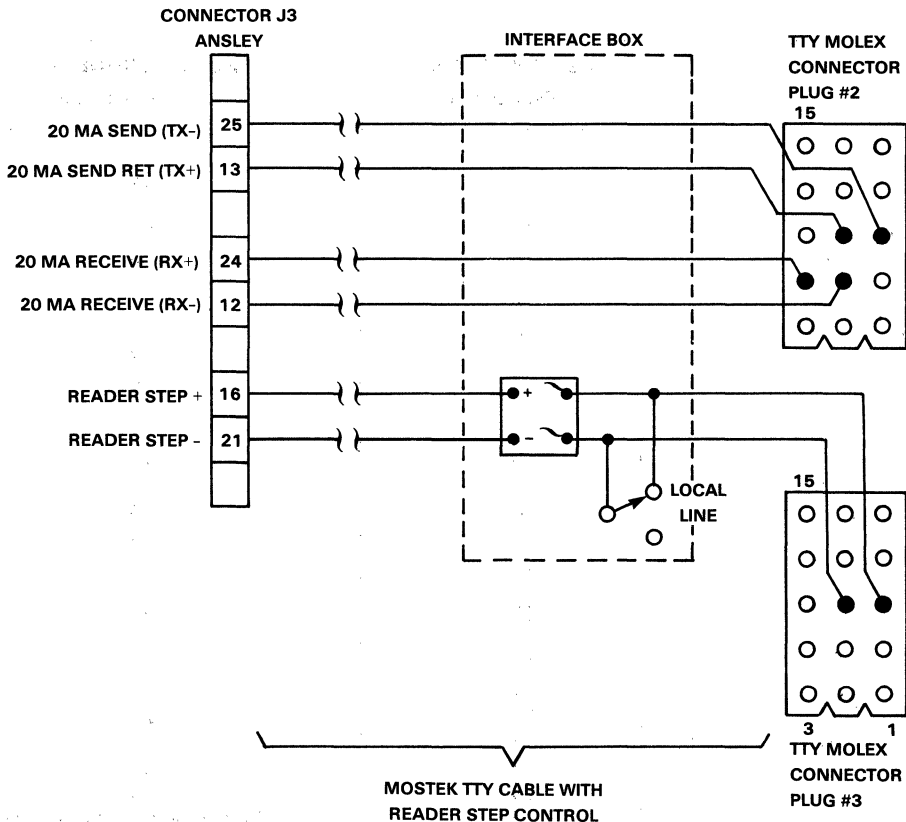 CONNECTOR J3
ANSLEY
INTERFACE BOX
TTY MOLEX
CONNECTOR
PLUG #2
15
20 MA SEND (TX-)
25
20 MA SEND RET (TX+)
13
20 MA RECEIVE (RX+)
24
20 MA RECEIVE (RX-)
12
READER STEP +
16
+
READER STEP -
21
-
LOCAL
LINE
15
3
1
TTY MOLEX
CONNECTOR
PLUG #3
MOSTEK TTY CABLE WITH
READER STEP CONTROL